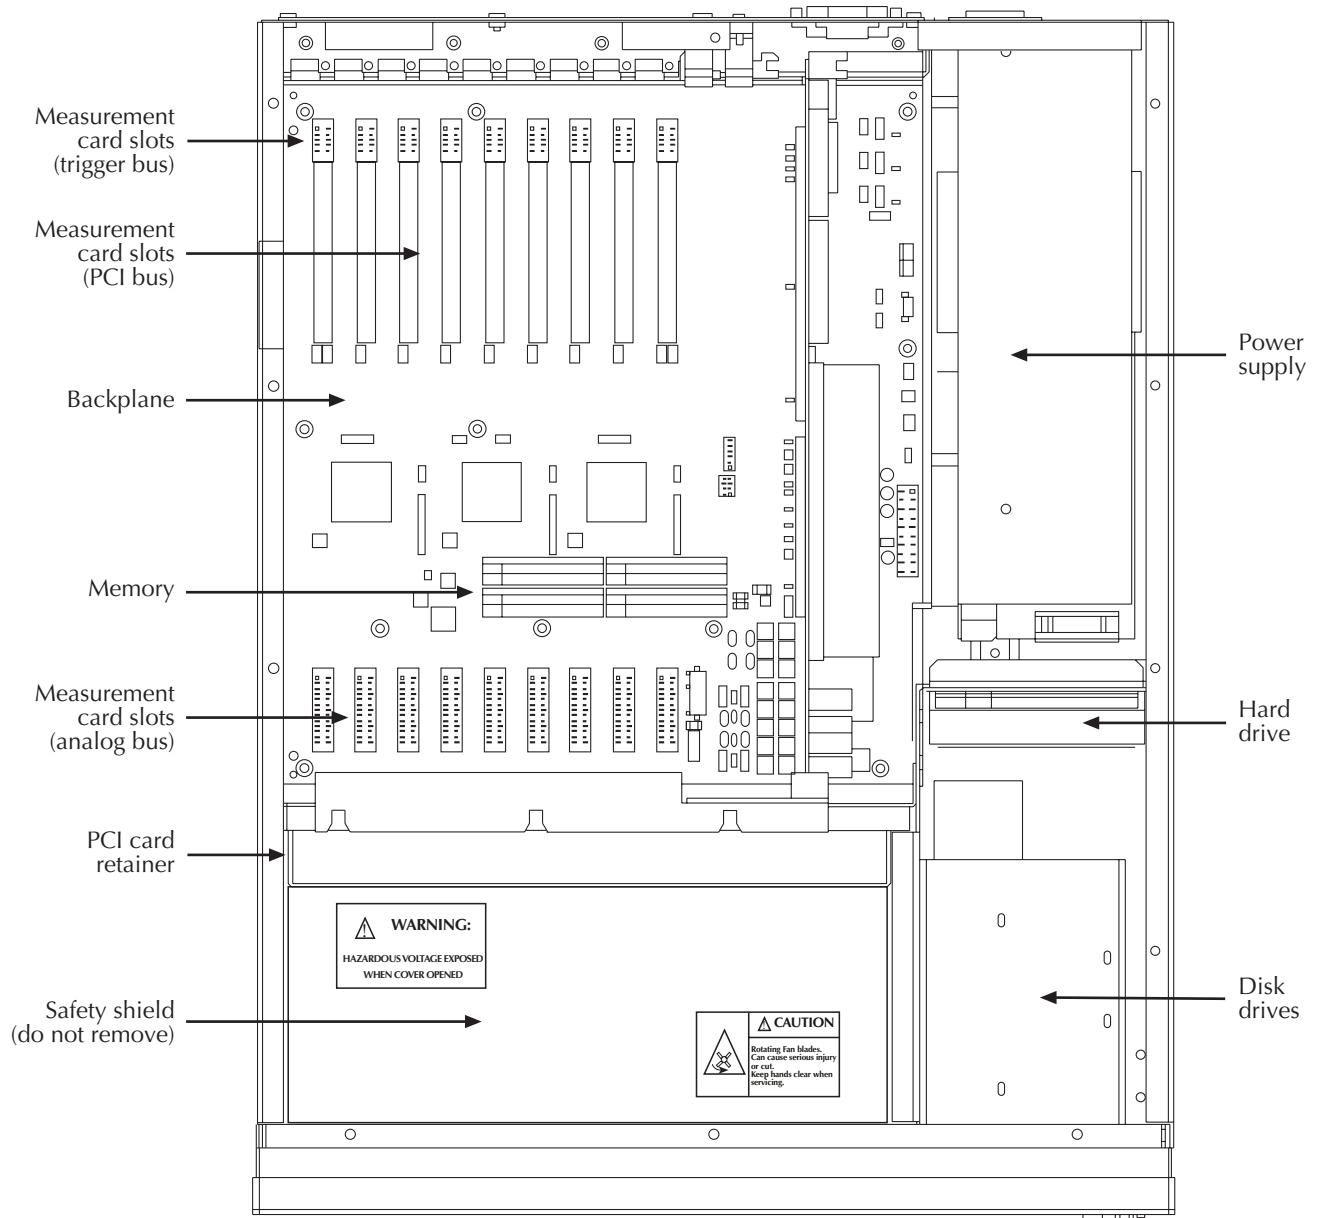 Measurement
card slots
(trigger bus)
Measurement
card slots
(PCI bus)
Backplane
Memory
Measurement
card slots
(analog bus)
PCI card
retainer
Safety shield
(do not remove)
Power
supply
Hard
drive
Disk
drives
WARNING:
HAZARDOUS VOLTAGE EXPOSED
WHEN COVER OPENED
CAUTION
Rotating Fan blades.
Can cause serious injury
or cut.
Keep hands clear when
servicing.